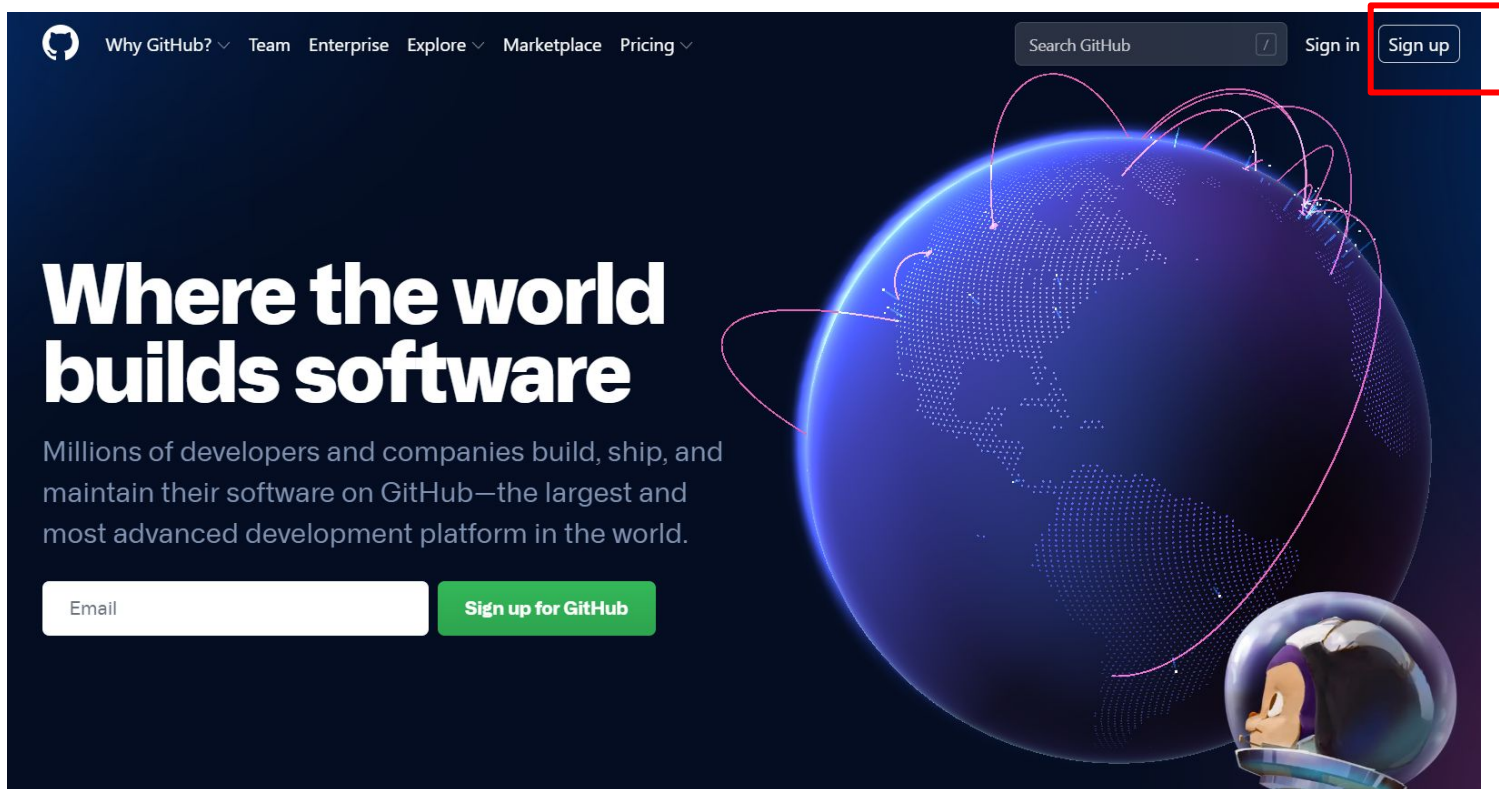 Why GitHub? Team Enterprise Explore Marketplace Pricing Search GitHub / Sign in Sign up
Where the world
builds software
Millions of developers and companies build, ship, and
maintain their software on GitHub—the largest and
most advanced development platform in the world.
Email Sign up for GitHub